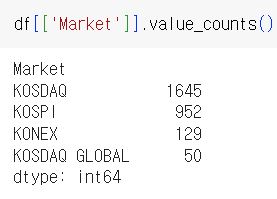 df[['Market']].value_counts()
Market
KOSDAQ 1645
KOSPI 952
KONEX 129
KOSDAQ GLOBAL 50
dtype: int64